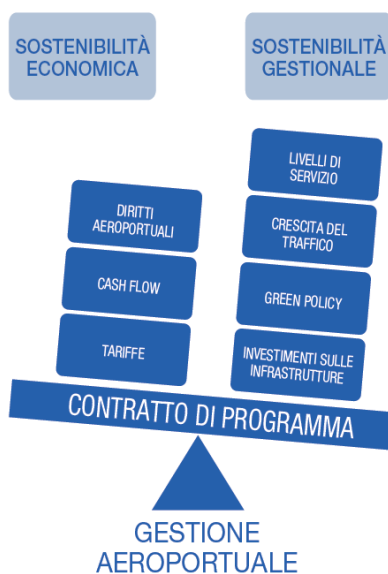 SOSTENIBILITÀ
ECONOMICA
SOSTENIBILITÀ
GESTIONALE
LIVELLI DI
SERVIZIO
DIRITTI
AEROPORTUALI
CRESCITA DEL
TRAFFICO
CASH FLOW
GREEN POLICY
TARIFFE
INVESTIMENTI SULLE
INFRASTRUTTURE
CONTRATTO DI PROGRAMMA
GESTIONE
AEROPORTUALE